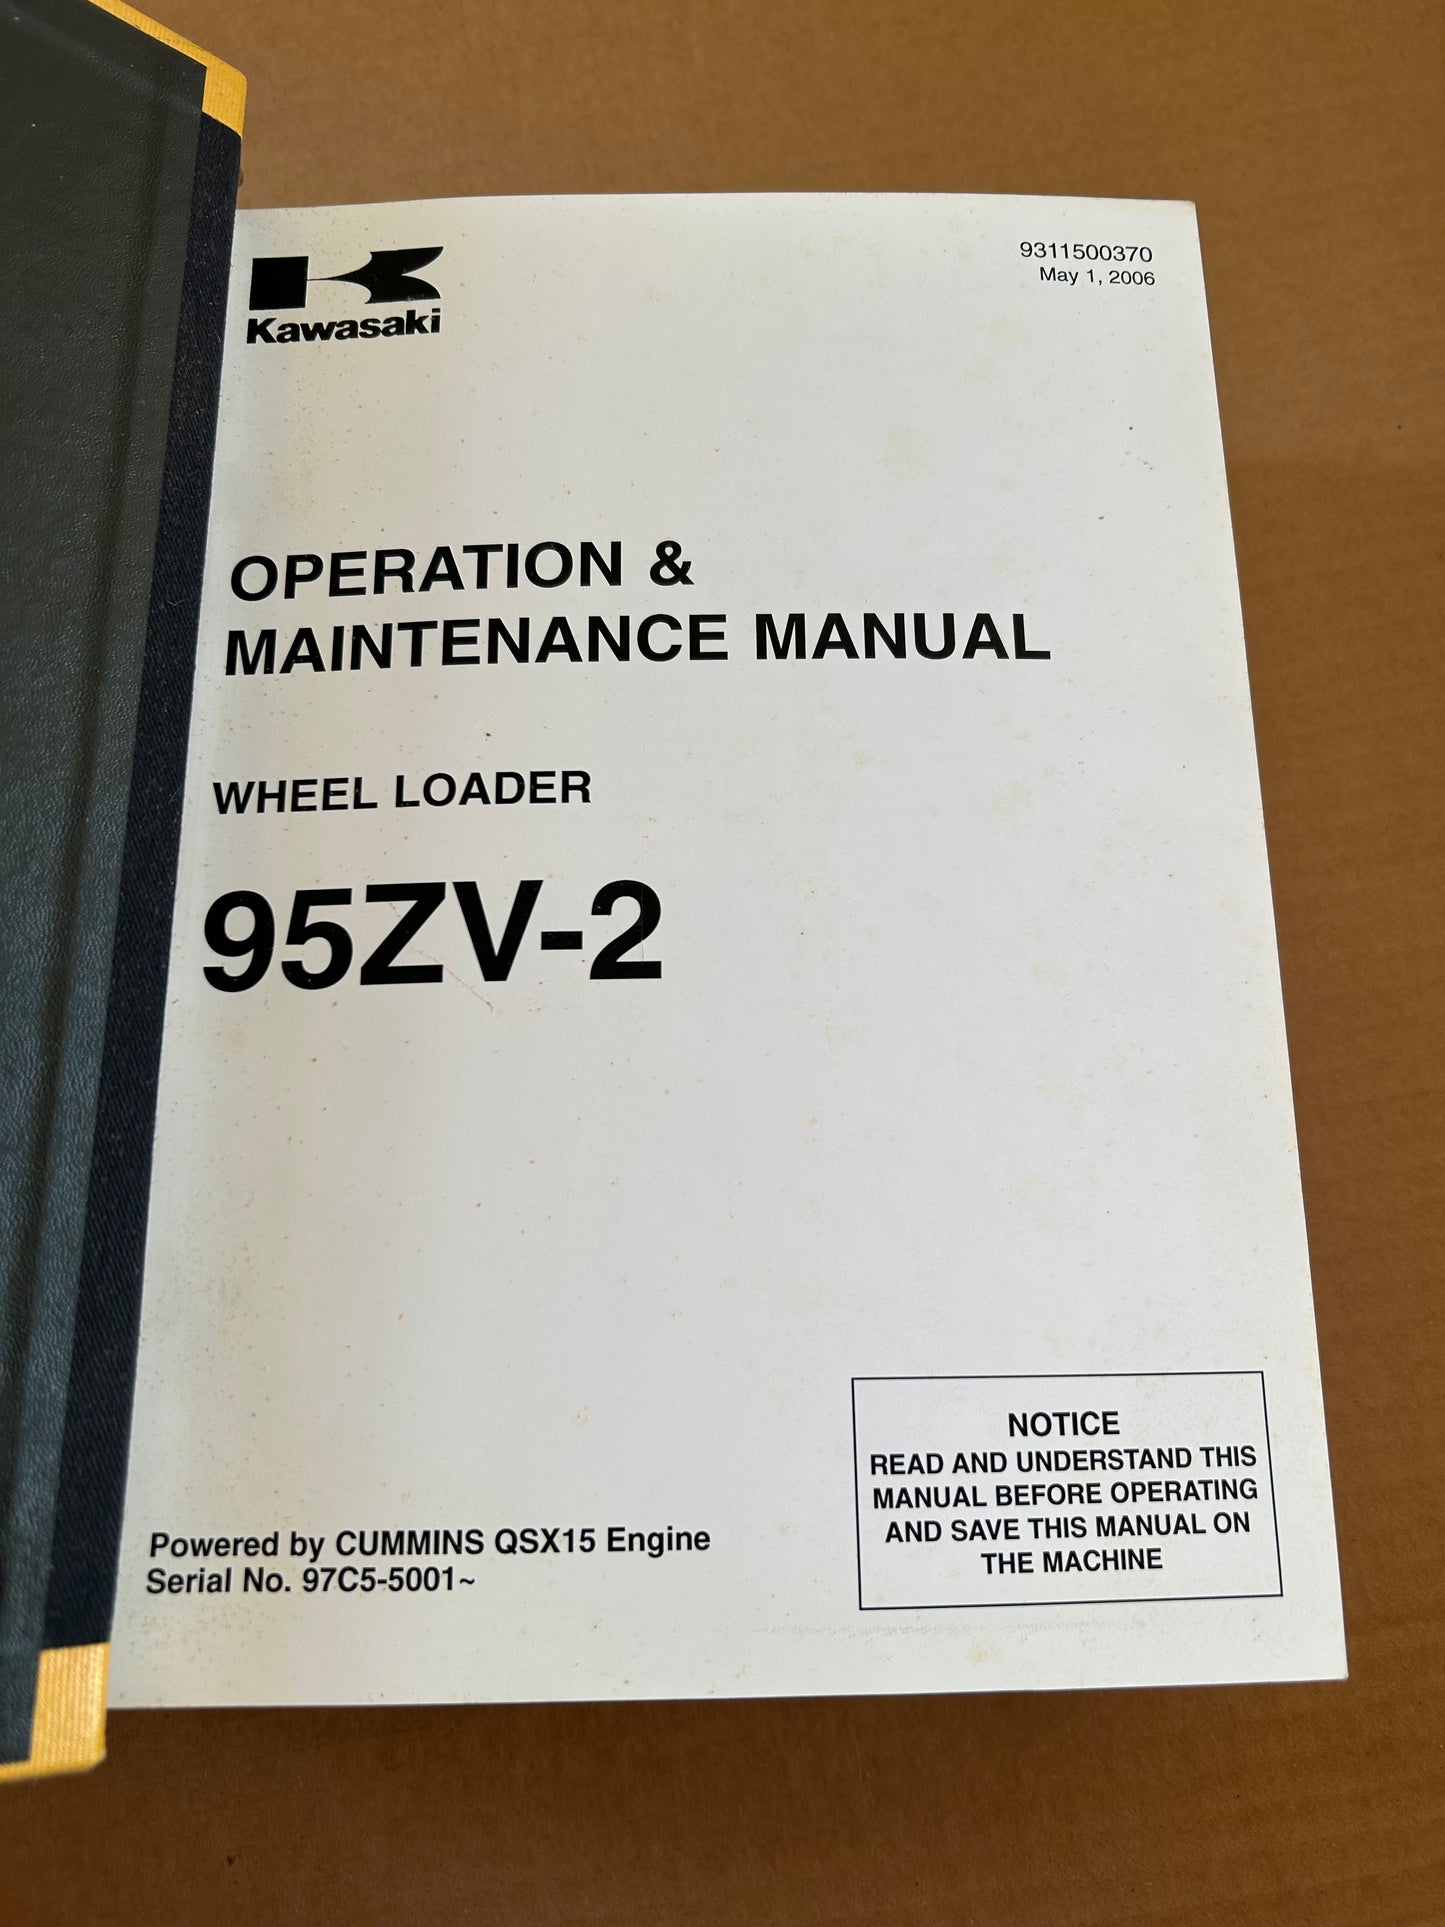 Kawasaki
9311500370
May 1, 2006
OPERATION &
MAINTENANCE MANUAL
WHEEL LOADER
95ZV-2
Powered by CUMMINS QSX15 Engine
Serial No. 97C5-5001~
NOTICE
READ AND UNDERSTAND THIS
MANUAL BEFORE OPERATING
AND SAVE THIS MANUAL ON
THE MACHINE